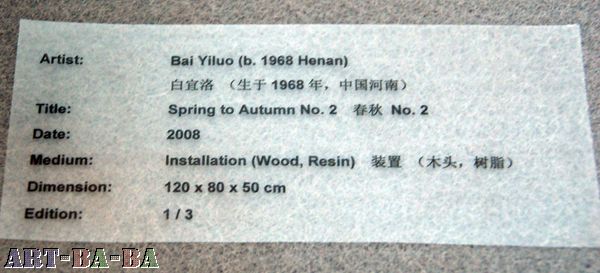 Artist: Bai Yiluo (b. 1968 Henan)
白宜洛 （生于 1968 年，中国河南）
Title: Spring to Autumn No. 2 春秋 No. 2
Date: 2008
Medium: Installation (Wood, Resin) 装置 （木头，树脂）
Dimension: 120 x 80 x 50 cm
Edition: 1 / 3
ART-BA-BA